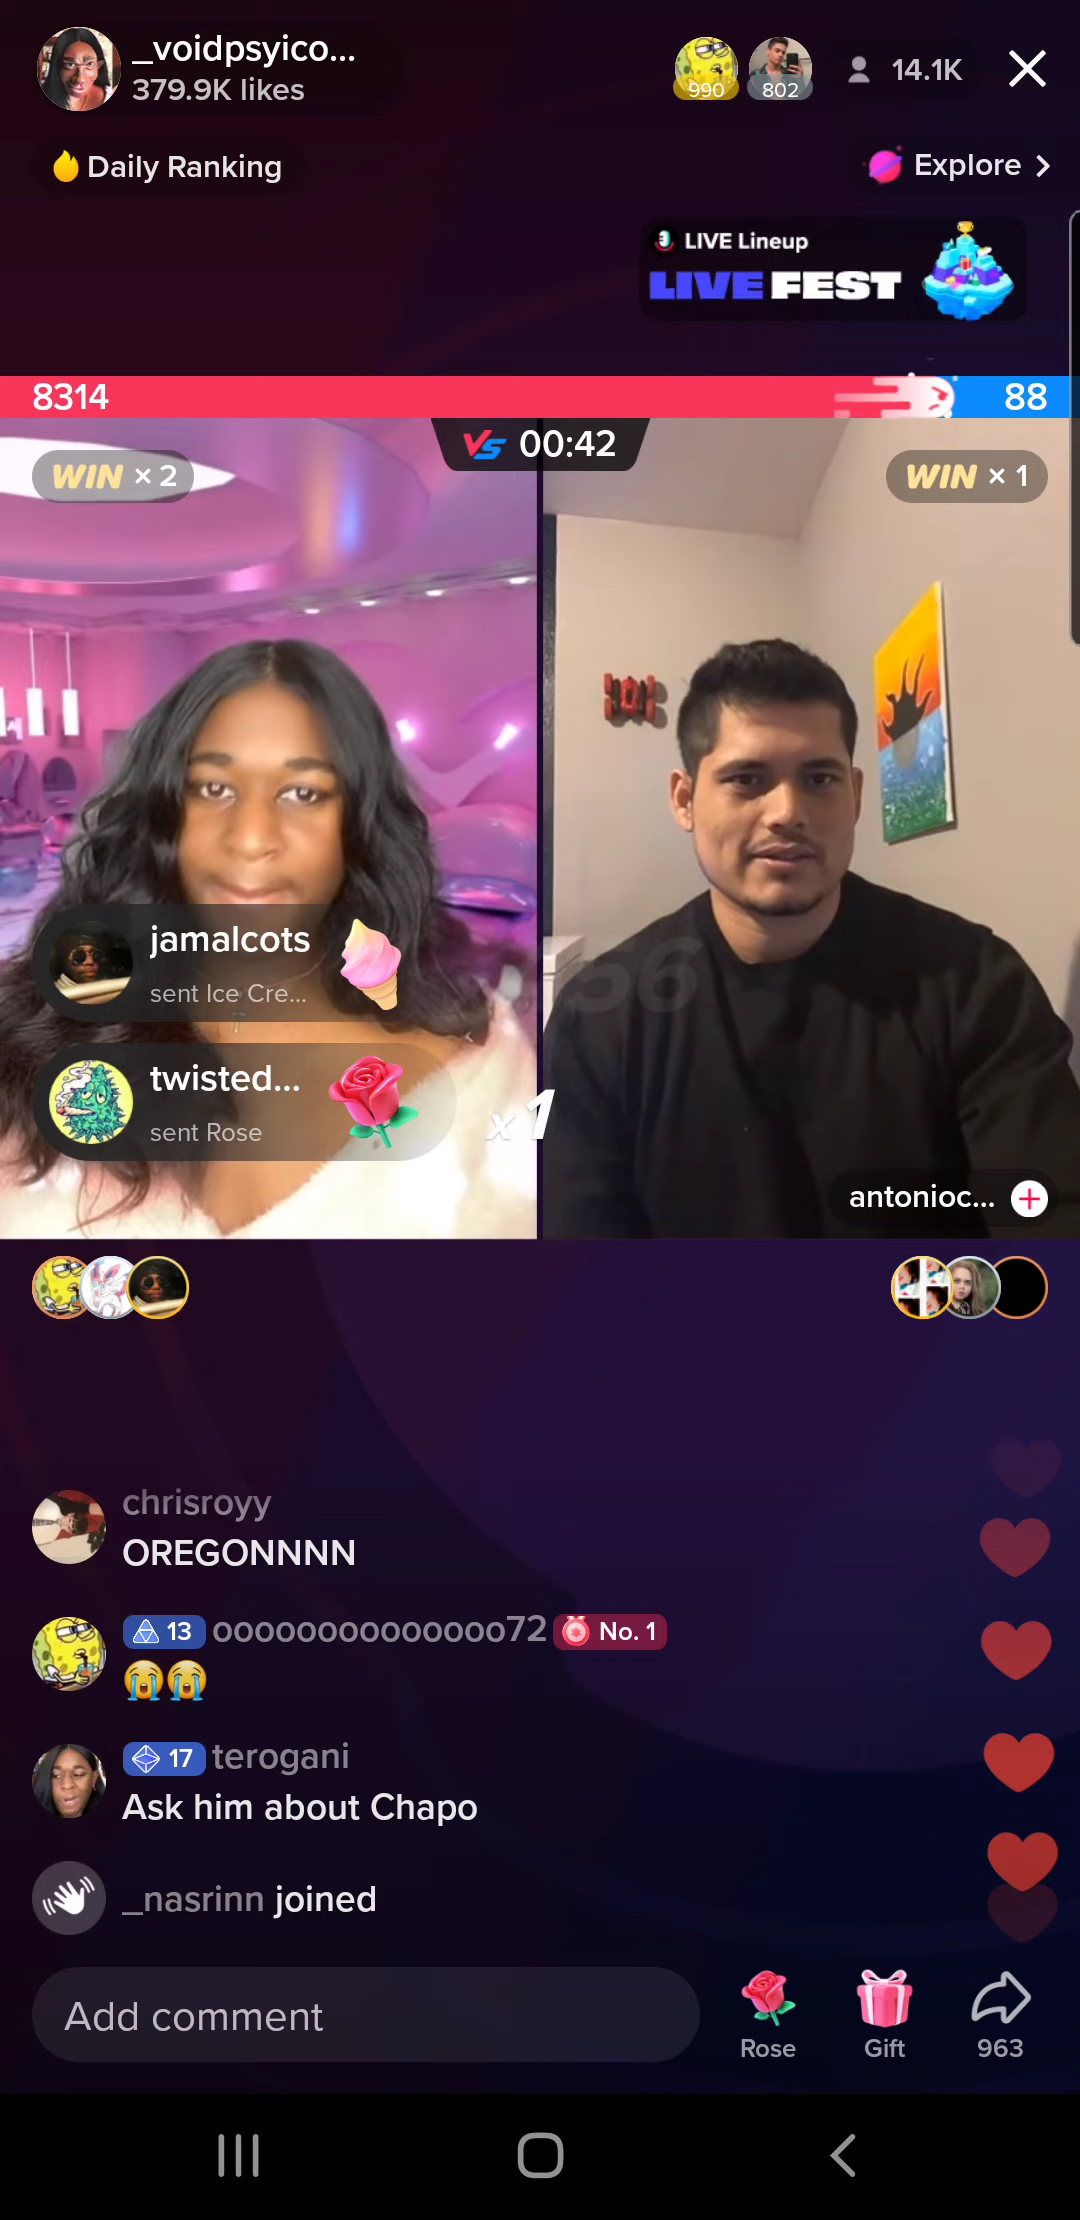 _voidpsyico...
379.9K likes
990
802
14.1K
Daily Ranking
Explore >
LIVE Lineup
LIVE FEST
8314
88
VS 00:42
WIN × 2
WIN × 1
jamalcots
sent Ice Cre...
56
twisted...
sent Rose
x1
antonioc...
chrisroyy
OREGONNNN
13 oooooooooooooo72 No. 1
😭😭
17 terogani
Ask him about Chapo
_nasrinn joined
Add comment
Rose
Gift
963